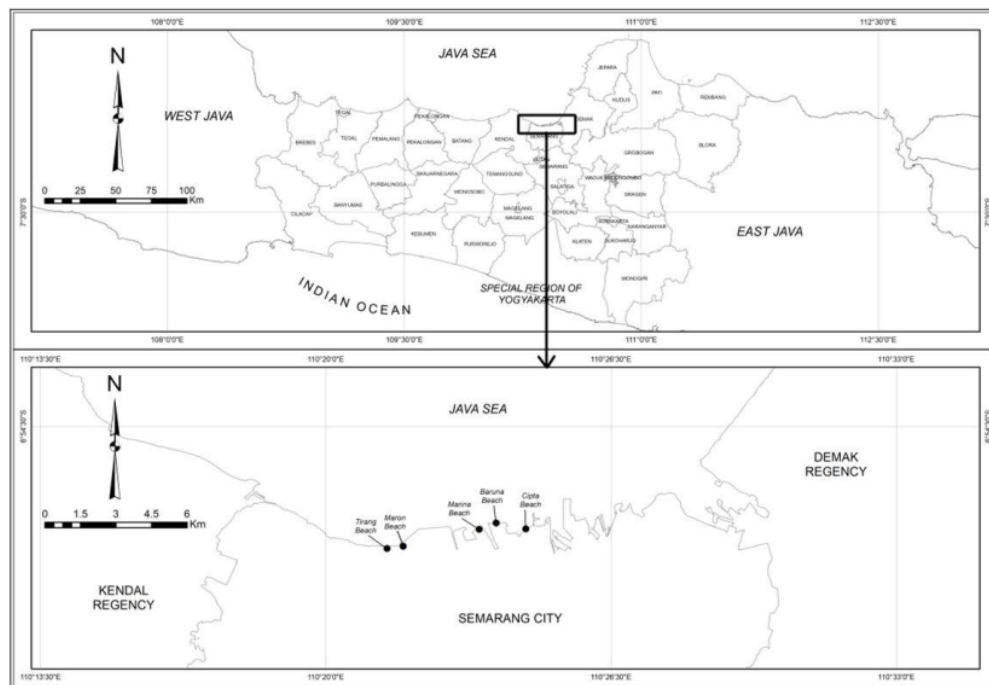 108°0'0"E
109°30'0"E
111°0'0"E
112°30'0"E
JAVA SEA
N
WEST JAVA
JEPARA
KUDUS
PATI
REMBANG
DEMAK
TEGAL
PEKALONGAN
BREBES
TEGAL
PEMALANG
PEKALONGAN
BATANG
KENDAL
SEMARANG
GROBOGAN
BLORA
BANJARNEGARA
TEMANGGUNG
SEMARANG
0 25 50 75 100
Km
PURBALINGGA
WONOSOBO
SALATIGA
SRAGEN
CILACAP
BANYUMAS
MAGELANG
MAGELANG
BOYOLALI
SURAKARTA
KARANGANYAR
7°30'0"S
KEBUMEN
PURWOREJO
KLATEN
SUKOHARJO
EAST JAVA
WONOGIRI
INDIAN OCEAN
SPECIAL REGION OF
YOGYAKARTA
108°0'0"E
109°30'0"E
111°0'0"E
112°30'0"E
110°13'30"E
110°20'0"E
110°26'30"E
110°33'0"E
N
JAVA SEA
6°54'30"S
DEMAK
REGENCY
0 1.5 3 4.5 6
Km
Tirang
Beach
Maron
Beach
Marina
Beach
Baruna
Beach
Cipta
Beach
KENDAL
REGENCY
SEMARANG CITY
110°13'30"E
110°20'0"E
110°26'30"E
110°33'0"E